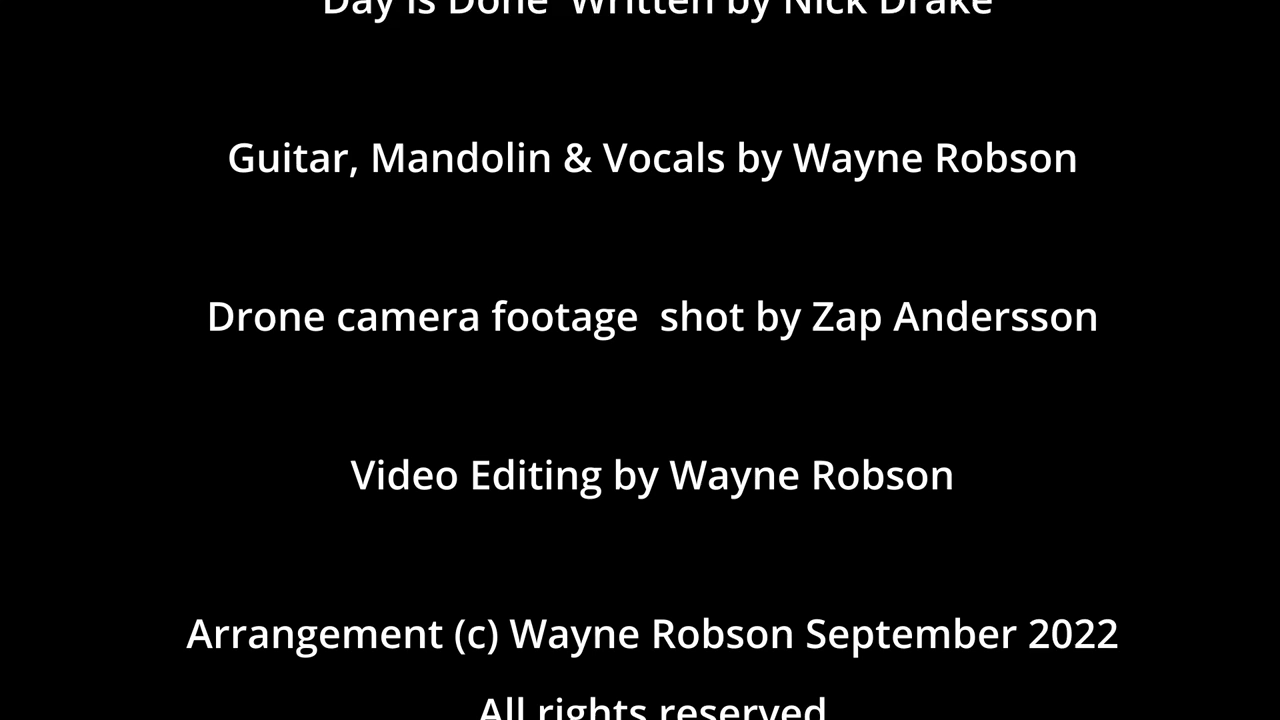 Day is Done  Written by Nick Drake
Guitar, Mandolin & Vocals by Wayne Robson
Drone camera footage  shot by Zap Andersson
Video Editing by Wayne Robson
Arrangement (c) Wayne Robson September 2022
All rights reserved